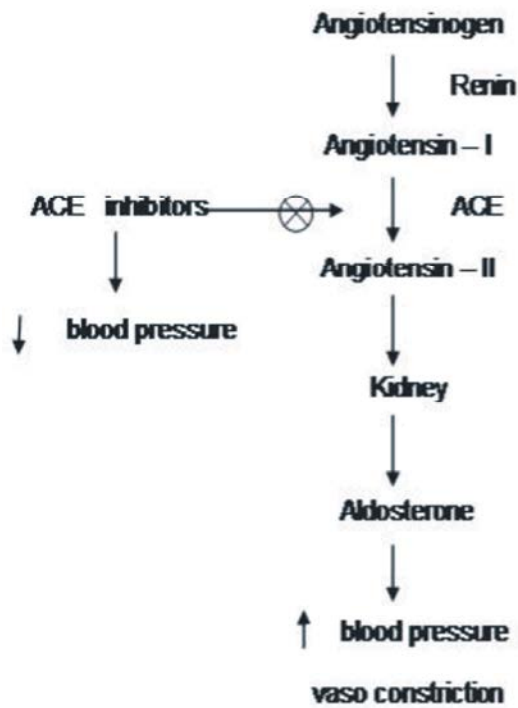 Angiotensinogen
Renin
Angiotensin – I
ACE inhibitors
ACE
Angiotensin – II
blood pressure
Kidney
Aldosterone
blood pressure
vaso constriction